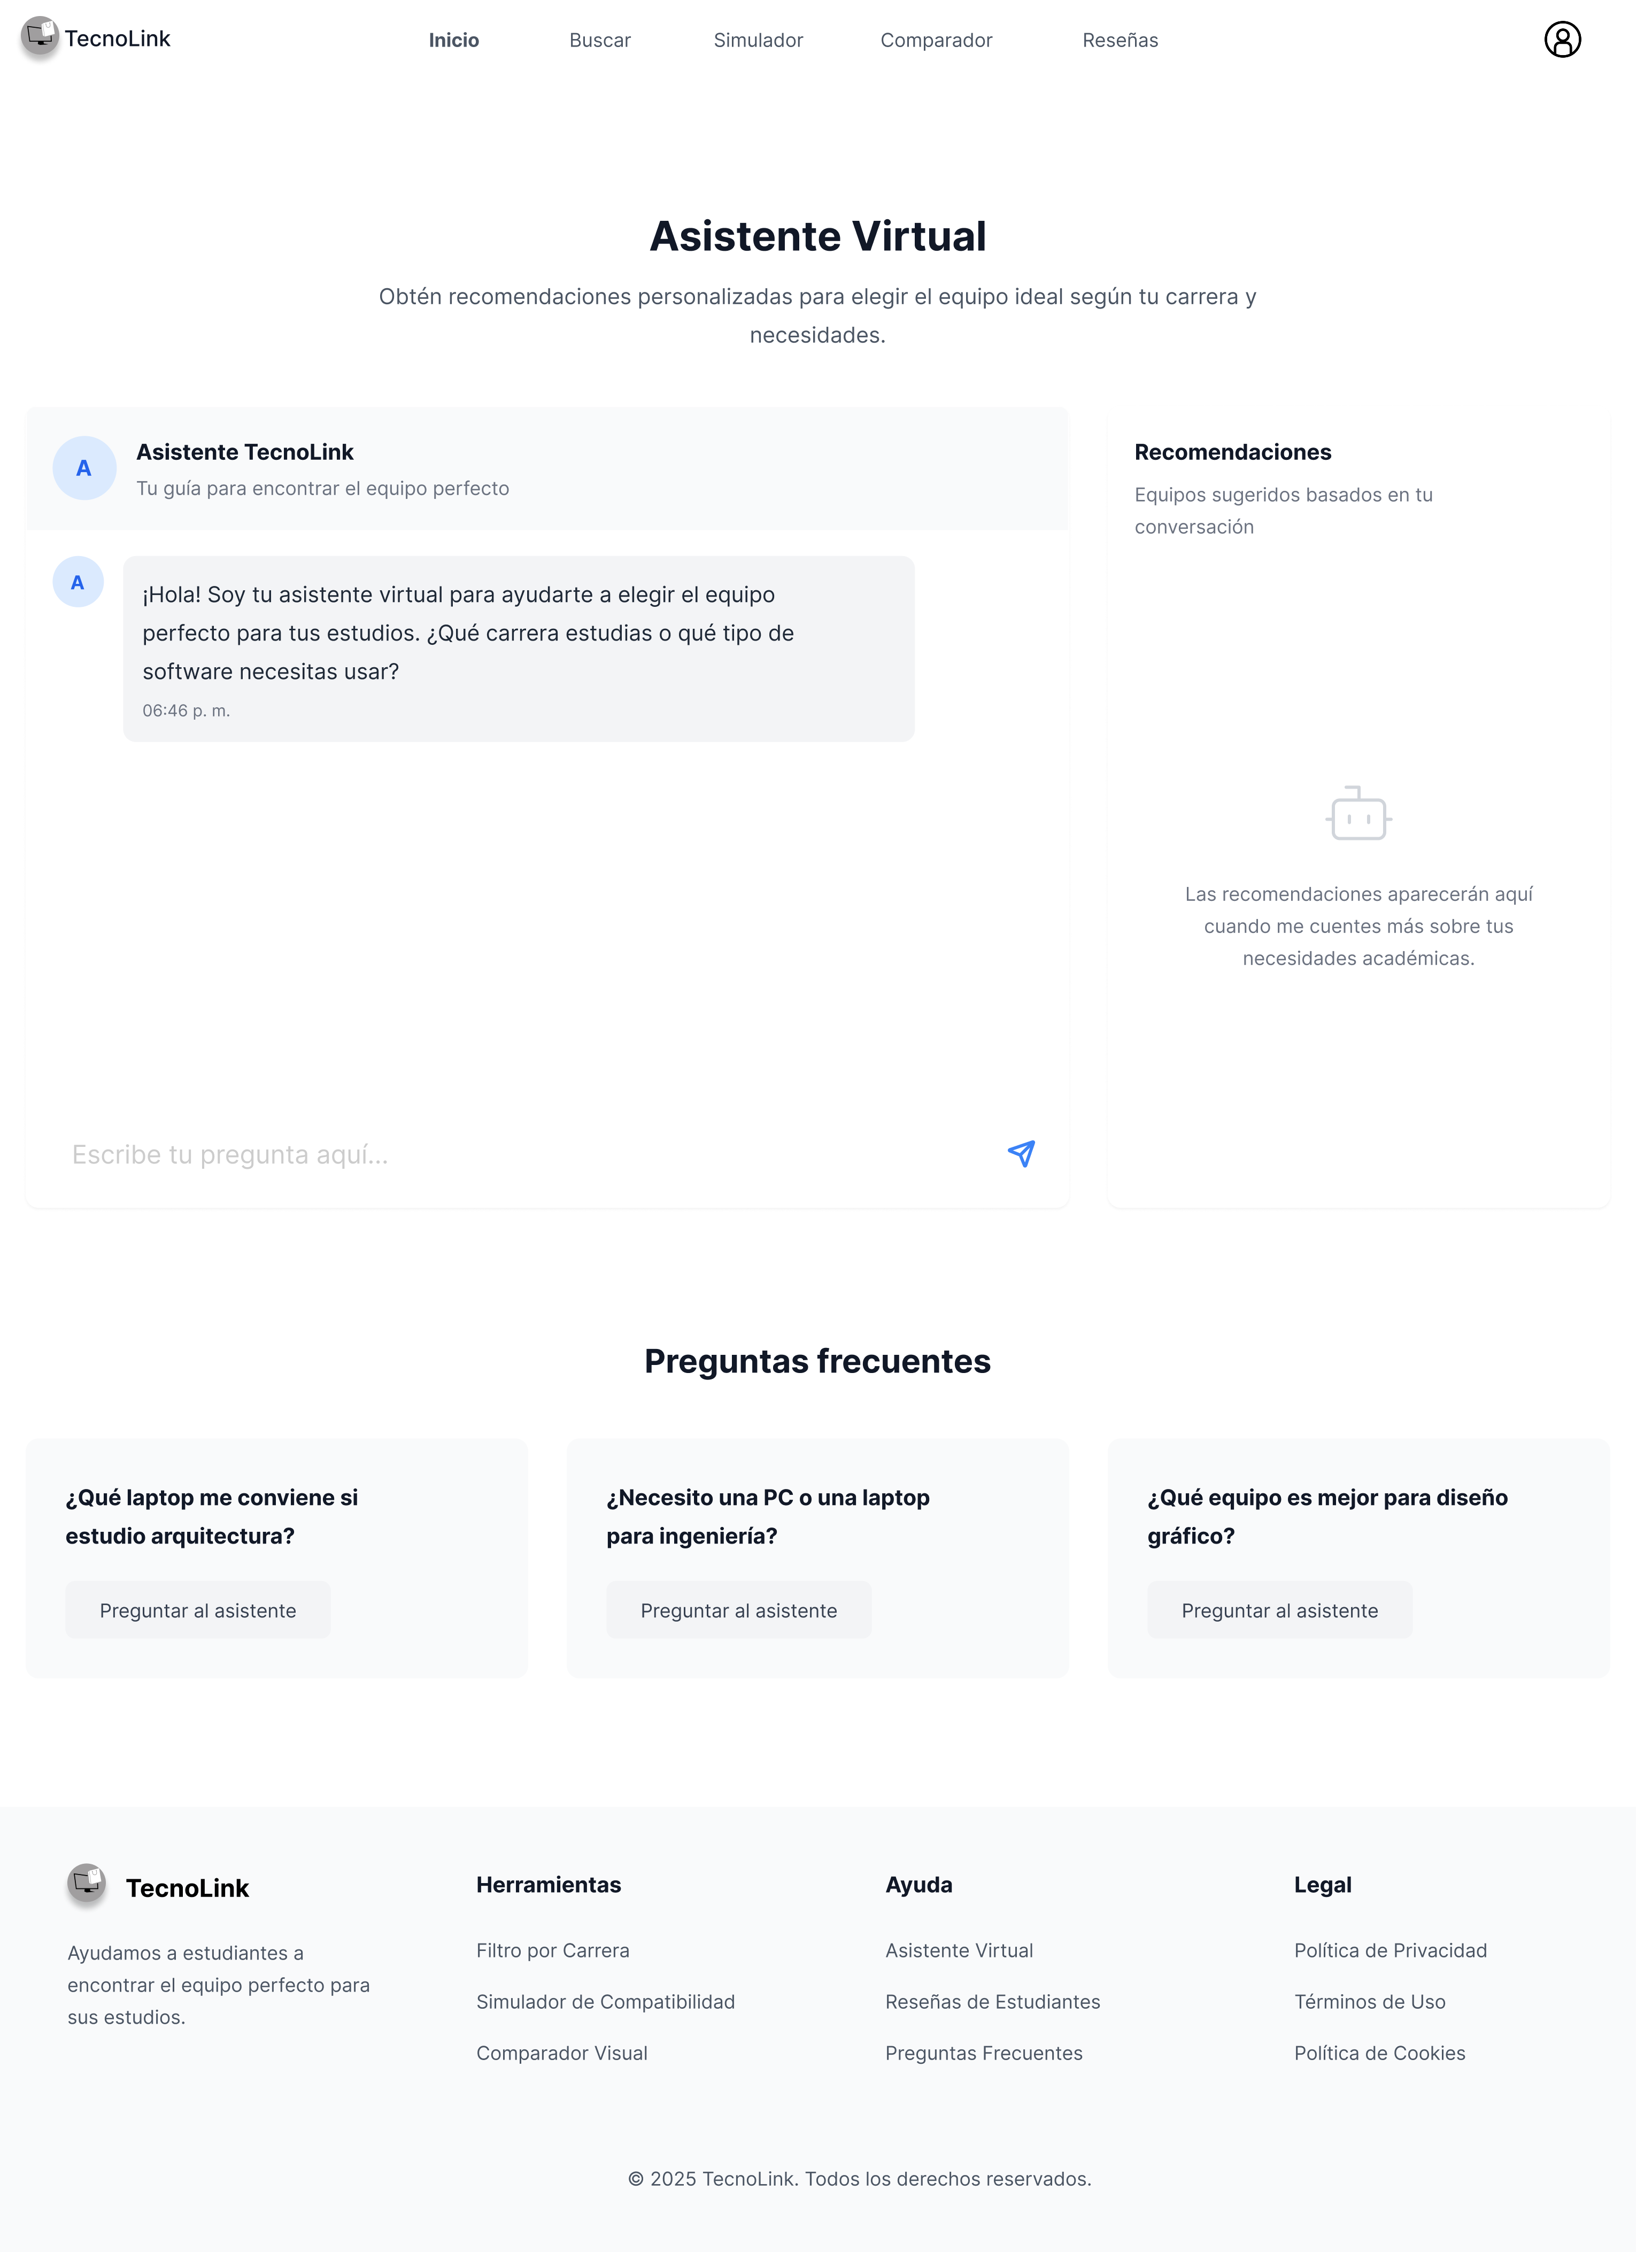 TecnoLink
Inicio
Buscar
Simulador
Comparador
Reseñas
Asistente Virtual
Obtén recomendaciones personalizadas para elegir el equipo ideal según tu carrera y
necesidades.
A
Asistente TecnoLink
Tu guía para encontrar el equipo perfecto
A
¡Hola! Soy tu asistente virtual para ayudarte a elegir el equipo
perfecto para tus estudios. ¿Qué carrera estudias o qué tipo de
software necesitas usar?
06:46 p. m.
Escribe tu pregunta aquí...
Recomendaciones
Equipos sugeridos basados en tu
conversación
Las recomendaciones aparecerán aquí
cuando me cuentes más sobre tus
necesidades académicas.
Preguntas frecuentes
¿Qué laptop me conviene si
estudio arquitectura?
Preguntar al asistente
¿Necesito una PC o una laptop
para ingeniería?
Preguntar al asistente
¿Qué equipo es mejor para diseño
gráfico?
Preguntar al asistente
TecnoLink
Ayudamos a estudiantes a
encontrar el equipo perfecto para
sus estudios.
Herramientas
Filtro por Carrera
Simulador de Compatibilidad
Comparador Visual
Ayuda
Asistente Virtual
Reseñas de Estudiantes
Preguntas Frecuentes
Legal
Política de Privacidad
Términos de Uso
Política de Cookies
© 2025 TecnoLink. Todos los derechos reservados.